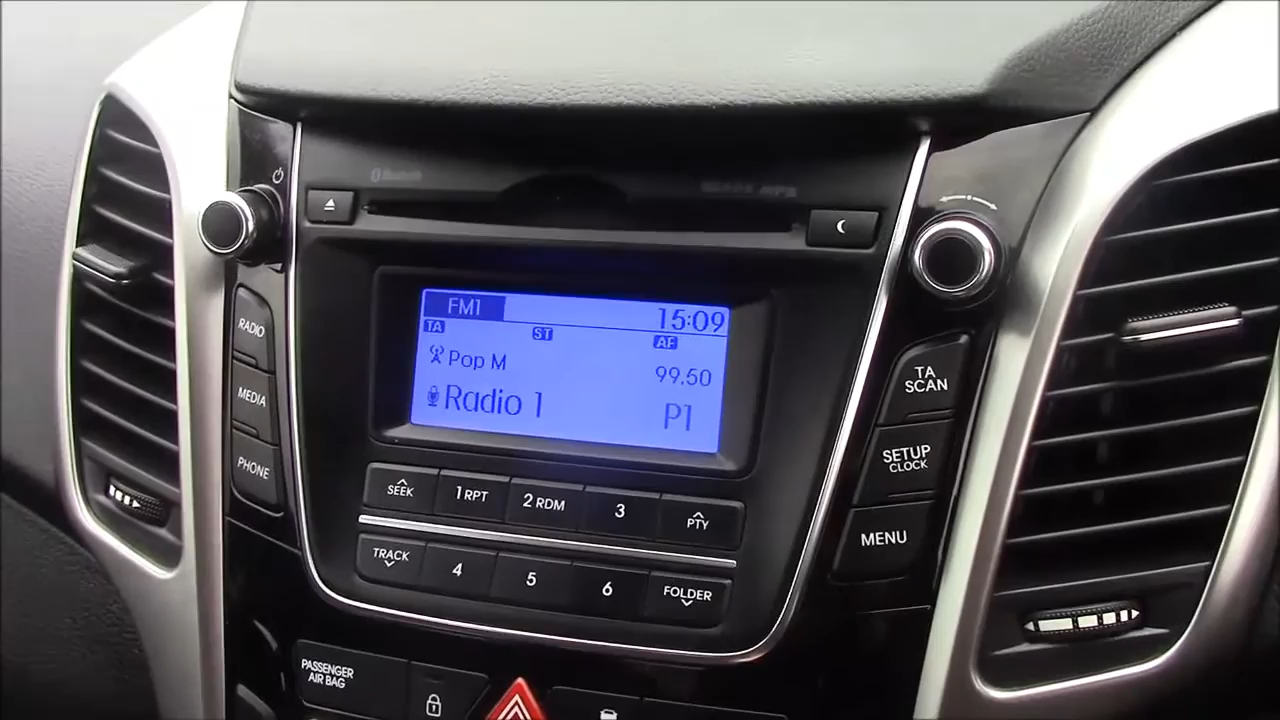 Bluetooth
RADIO
MEDIA
PHONE
FM1 15:09
TA ST AF
Pop M 99.50
Radio 1 P1
TA
SCAN
SETUP
CLOCK
MENU
SEEK 1 RPT 2 RDM 3 PTY
TRACK 4 5 6 FOLDER
PASSENGER
AIR BAG